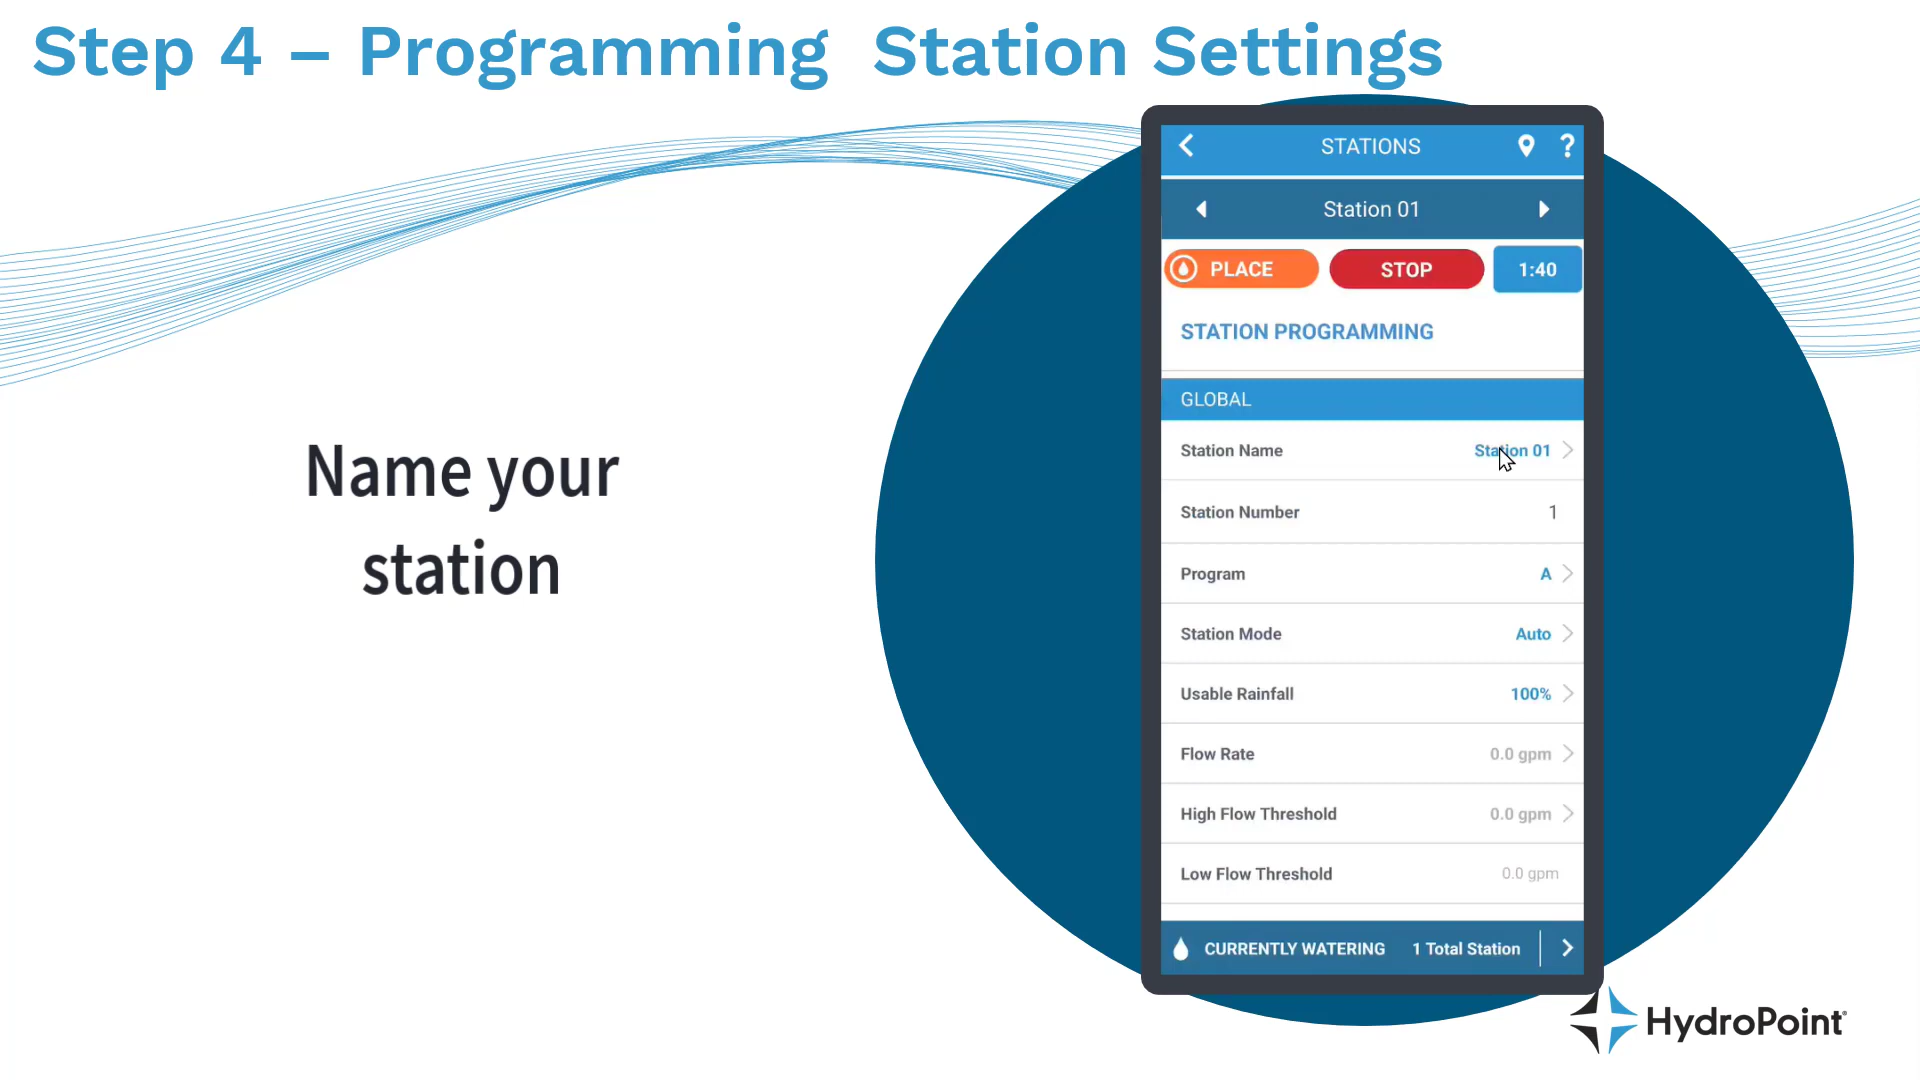 Step 4 – Programming  Station Settings
Name your
station
STATIONS
?
Station 01
PLACE
STOP
1:40
STATION PROGRAMMING
GLOBAL
Station Name
Station 01
Station Number
1
Program
A
Station Mode
Auto
Usable Rainfall
100%
Flow Rate
0.0 gpm
High Flow Threshold
0.0 gpm
Low Flow Threshold
0.0 gpm
CURRENTLY WATERING
1 Total Station
HydroPoint